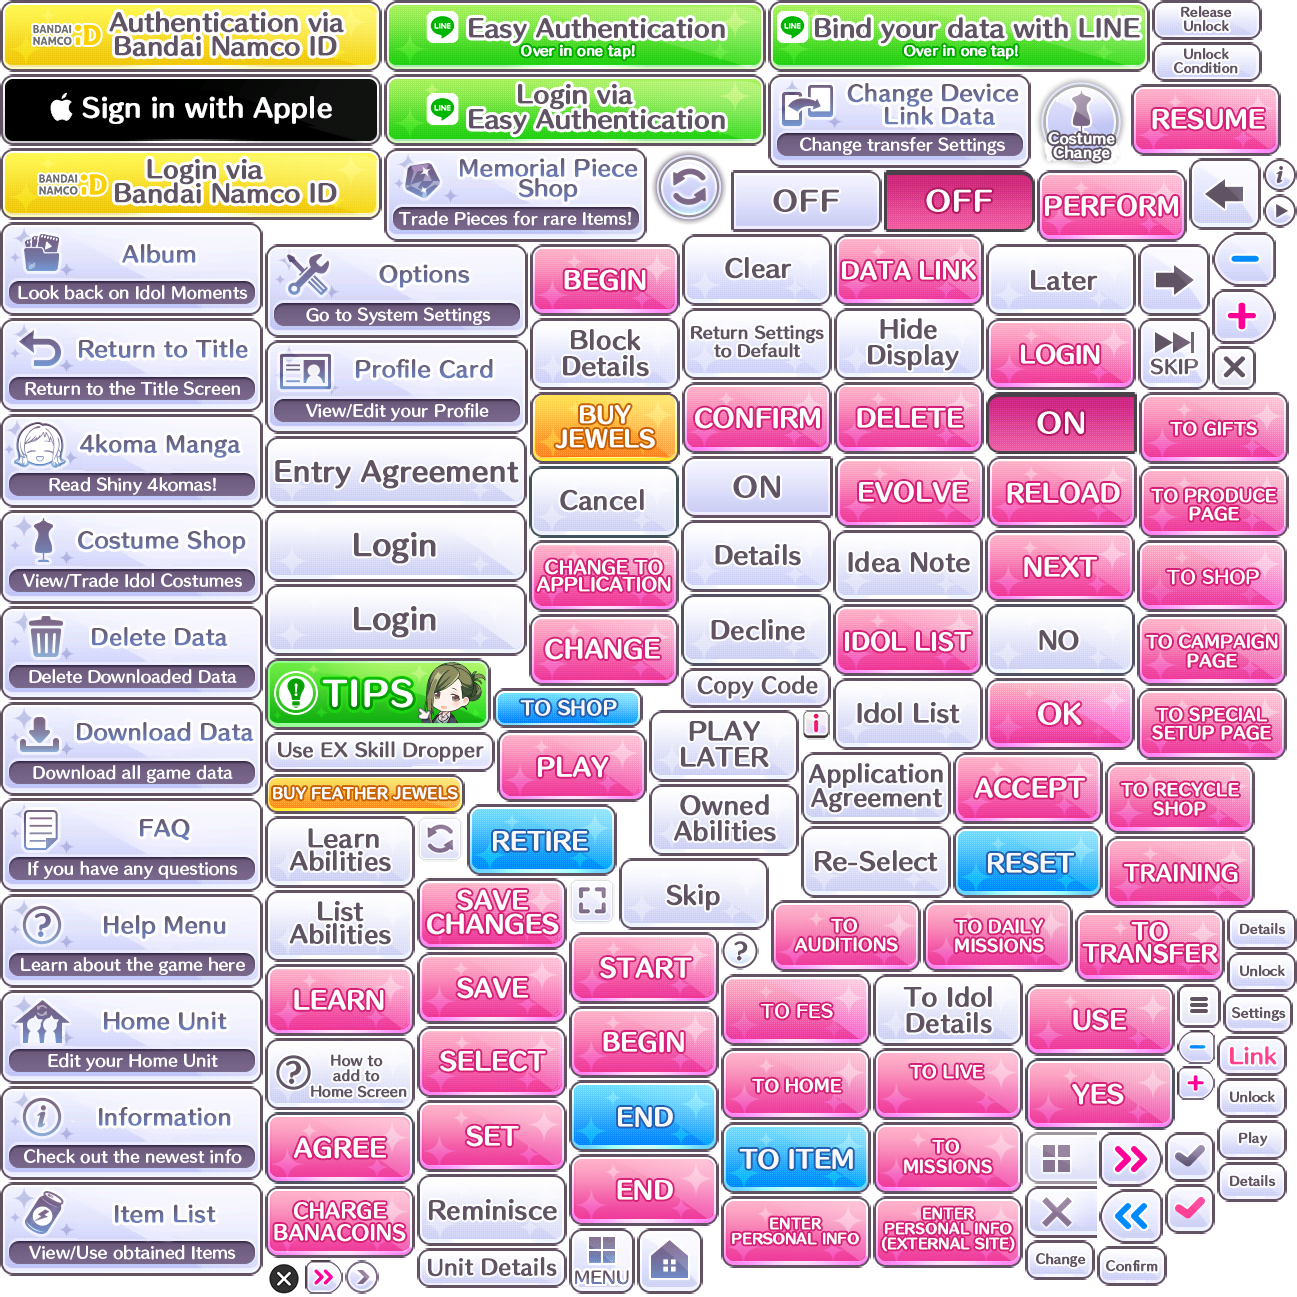 BANDAI
NAMCO iD
Authentication via
Bandai Namco ID
LINE
Easy Authentication
Over in one tap!
LINE
Bind your data with LINE
Over in one tap!
Release
Unlock
Unlock
Condition
Sign in with Apple
LINE
Login via
Easy Authentication
Change Device
Link Data
Change transfer Settings
Costume
Change
RESUME
BANDAI
NAMCO iD
Login via
Bandai Namco ID
Memorial Piece
Shop
Trade Pieces for rare Items!
OFF
OFF
PERFORM
i
Album
Look back on Idol Moments
Return to Title
Return to the Title Screen
4koma Manga
Read Shiny 4komas!
Costume Shop
View/Trade Idol Costumes
Delete Data
Delete Downloaded Data
Download Data
Download all game data
FAQ
If you have any questions
Help Menu
Learn about the game here
Home Unit
Edit your Home Unit
Information
Check out the newest info
Item List
View/Use obtained Items
Options
Go to System Settings
Profile Card
View/Edit your Profile
Entry Agreement
Login
Login
TIPS
Use EX Skill Dropper
BUY FEATHER JEWELS
Learn
Abilities
List
Abilities
LEARN
How to
add to
Home Screen
AGREE
CHARGE
BANACOINS
BEGIN
Block
Details
BUY
JEWELS
Cancel
CHANGE TO
APPLICATION
CHANGE
TO SHOP
PLAY
RETIRE
SAVE
CHANGES
SAVE
SELECT
SET
Reminisce
Unit Details
Clear
Return Settings
to Default
CONFIRM
ON
Details
Decline
Copy Code
PLAY
LATER
i
Owned
Abilities
Skip
START
BEGIN
END
END
MENU
DATA LINK
Hide
Display
DELETE
EVOLVE
Idea Note
IDOL LIST
Idol List
Application
Agreement
Re-Select
TO
AUDITIONS
?
TO FES
TO HOME
TO ITEM
ENTER
PERSONAL INFO
Later
LOGIN
ON
RELOAD
NEXT
NO
OK
ACCEPT
RESET
TO DAILY
MISSIONS
To Idol
Details
TO LIVE
TO
MISSIONS
ENTER
PERSONAL INFO
(EXTERNAL SITE)
SKIP
TO GIFTS
TO PRODUCE
PAGE
TO SHOP
TO CAMPAIGN
PAGE
TO SPECIAL
SETUP PAGE
TO RECYCLE
SHOP
TRAINING
TO
TRANSFER
USE
YES
Change
Confirm
Details
Unlock
Settings
Link
Unlock
Play
Details